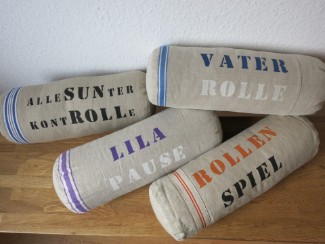 ALLESUNTER
KONTROLLE
VATER
ROLLE
LILA
PAUSE
ROLLEN
SPIEL